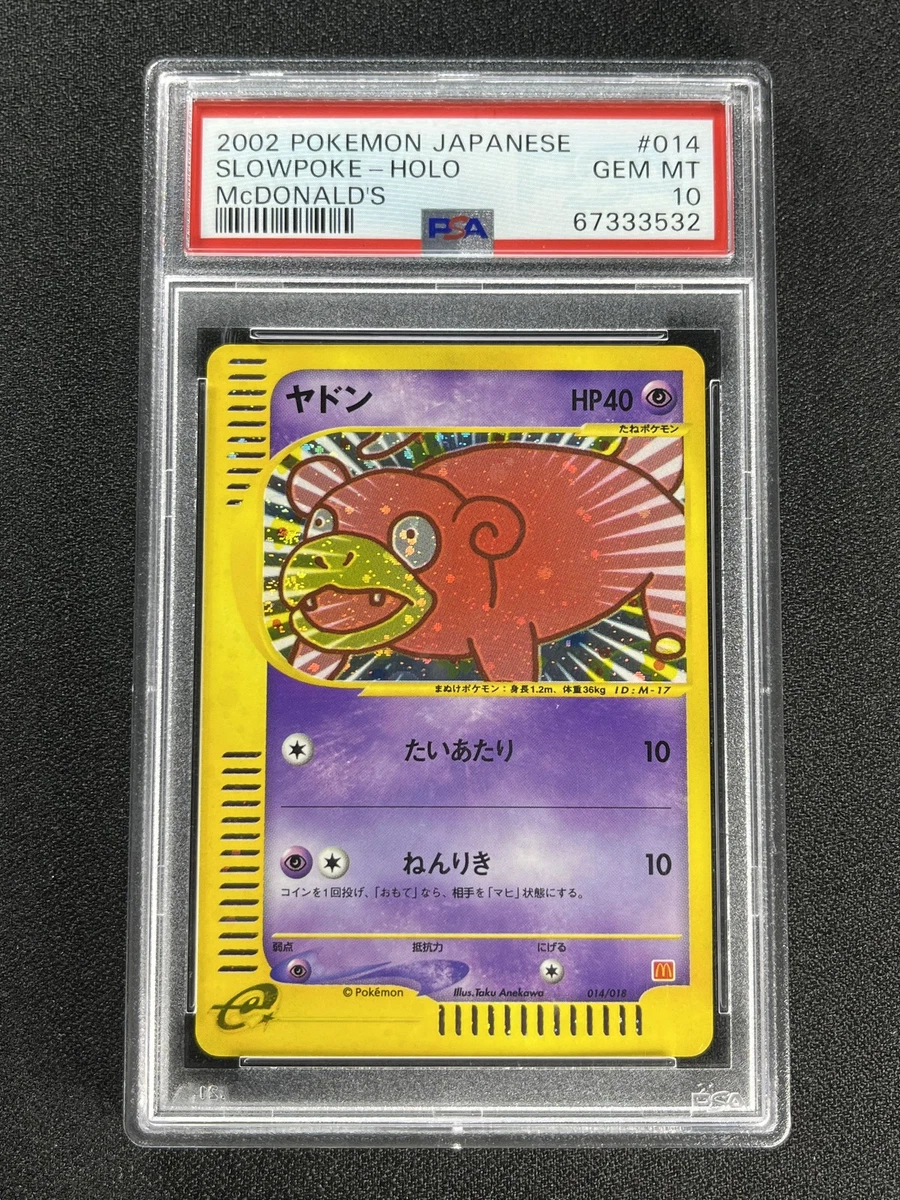 2002 POKEMON JAPANESE #014
SLOWPOKE - HOLO GEM MT
McDONALD'S 10
PSA 67333532
ヤドン HP40
たねポケモン
まぬけポケモン：身長1.2m、体重36kg ID:M-17
たいあたり 10
ねんりき 10
コインを1回投げ、「おもて」なら、相手を「マヒ」状態にする。
弱点 抵抗力 にげる
©Pokémon Illus.Taku Anekawa 014/018
e
PSA